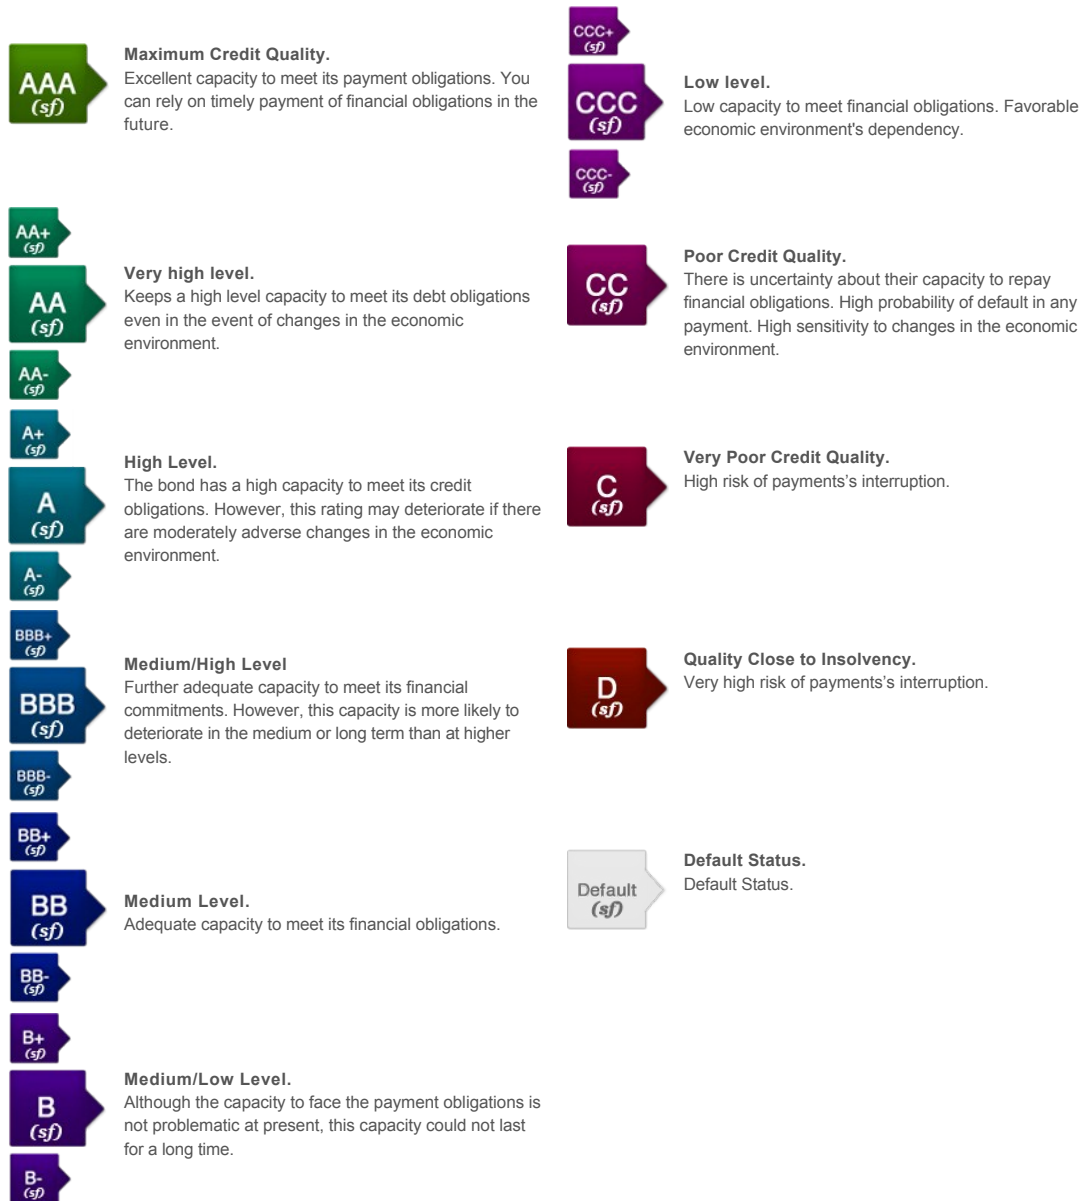 AAA
(sf)
Maximum Credit Quality.
Excellent capacity to meet its payment obligations. You
can rely on timely payment of financial obligations in the
future.
AA+
(sf)
AA
(sf)
AA-
(sf)
Very high level.
Keeps a high level capacity to meet its debt obligations
even in the event of changes in the economic
environment.
A+
(sf)
A
(sf)
A-
(sf)
High Level.
The bond has a high capacity to meet its credit
obligations. However, this rating may deteriorate if there
are moderately adverse changes in the economic
environment.
BBB+
(sf)
BBB
(sf)
BBB-
(sf)
Medium/High Level
Further adequate capacity to meet its financial
commitments. However, this capacity is more likely to
deteriorate in the medium or long term than at higher
levels.
BB+
(sf)
BB
(sf)
BB-
(sf)
Medium Level.
Adequate capacity to meet its financial obligations.
B+
(sf)
B
(sf)
B-
(sf)
Medium/Low Level.
Although the capacity to face the payment obligations is
not problematic at present, this capacity could not last
for a long time.
CCC+
(sf)
CCC
(sf)
CCC-
(sf)
Low level.
Low capacity to meet financial obligations. Favorable
economic environment's dependency.
CC
(sf)
Poor Credit Quality.
There is uncertainty about their capacity to repay
financial obligations. High probability of default in any
payment. High sensitivity to changes in the economic
environment.
C
(sf)
Very Poor Credit Quality.
High risk of payments's interruption.
D
(sf)
Quality Close to Insolvency.
Very high risk of payments's interruption.
Default
(sf)
Default Status.
Default Status.